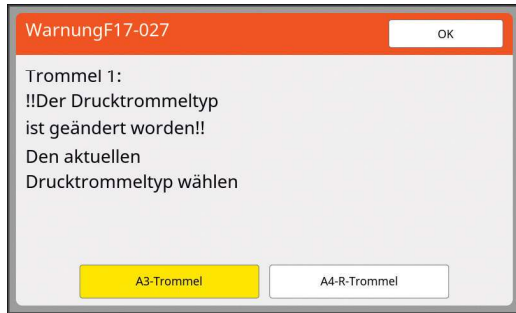 WarnungF17-027
OK
Trommel 1:
!!Der Drucktrommeltyp
ist geändert worden!!
Den aktuellen
Drucktrommeltyp wählen
A3-Trommel
A4-R-Trommel